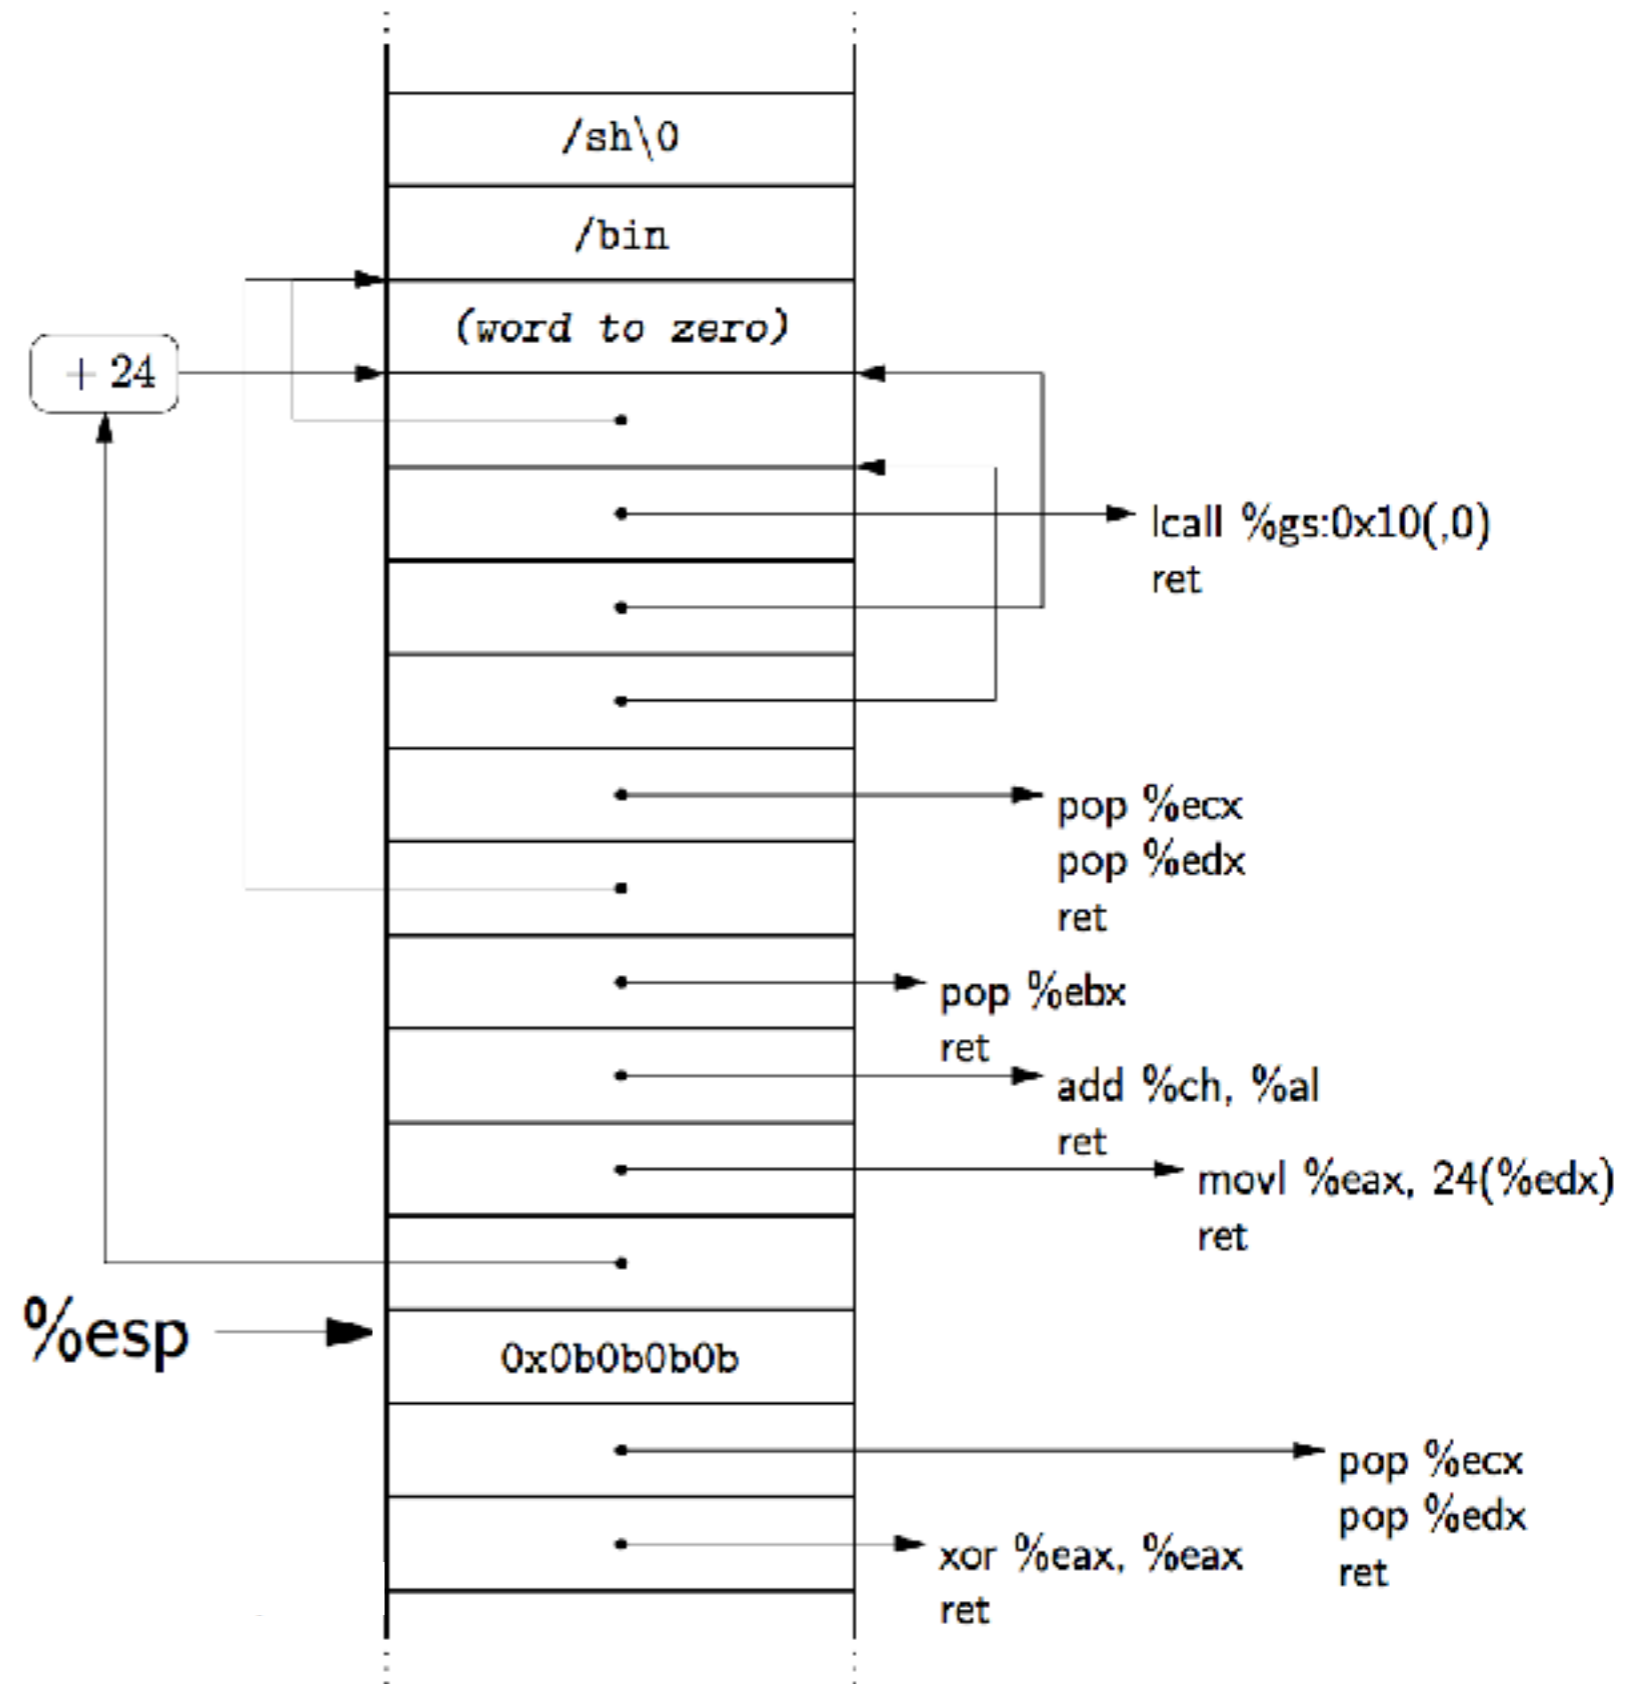 /sh\0
/bin
(word to zero)
+ 24
lcall %gs:0x10(,0)
ret
pop %ecx
pop %edx
ret
pop %ebx
ret
add %ch, %al
ret
movl %eax, 24(%edx)
ret
%esp
0x0b0b0b0b
pop %ecx
pop %edx
ret
xor %eax, %eax
ret